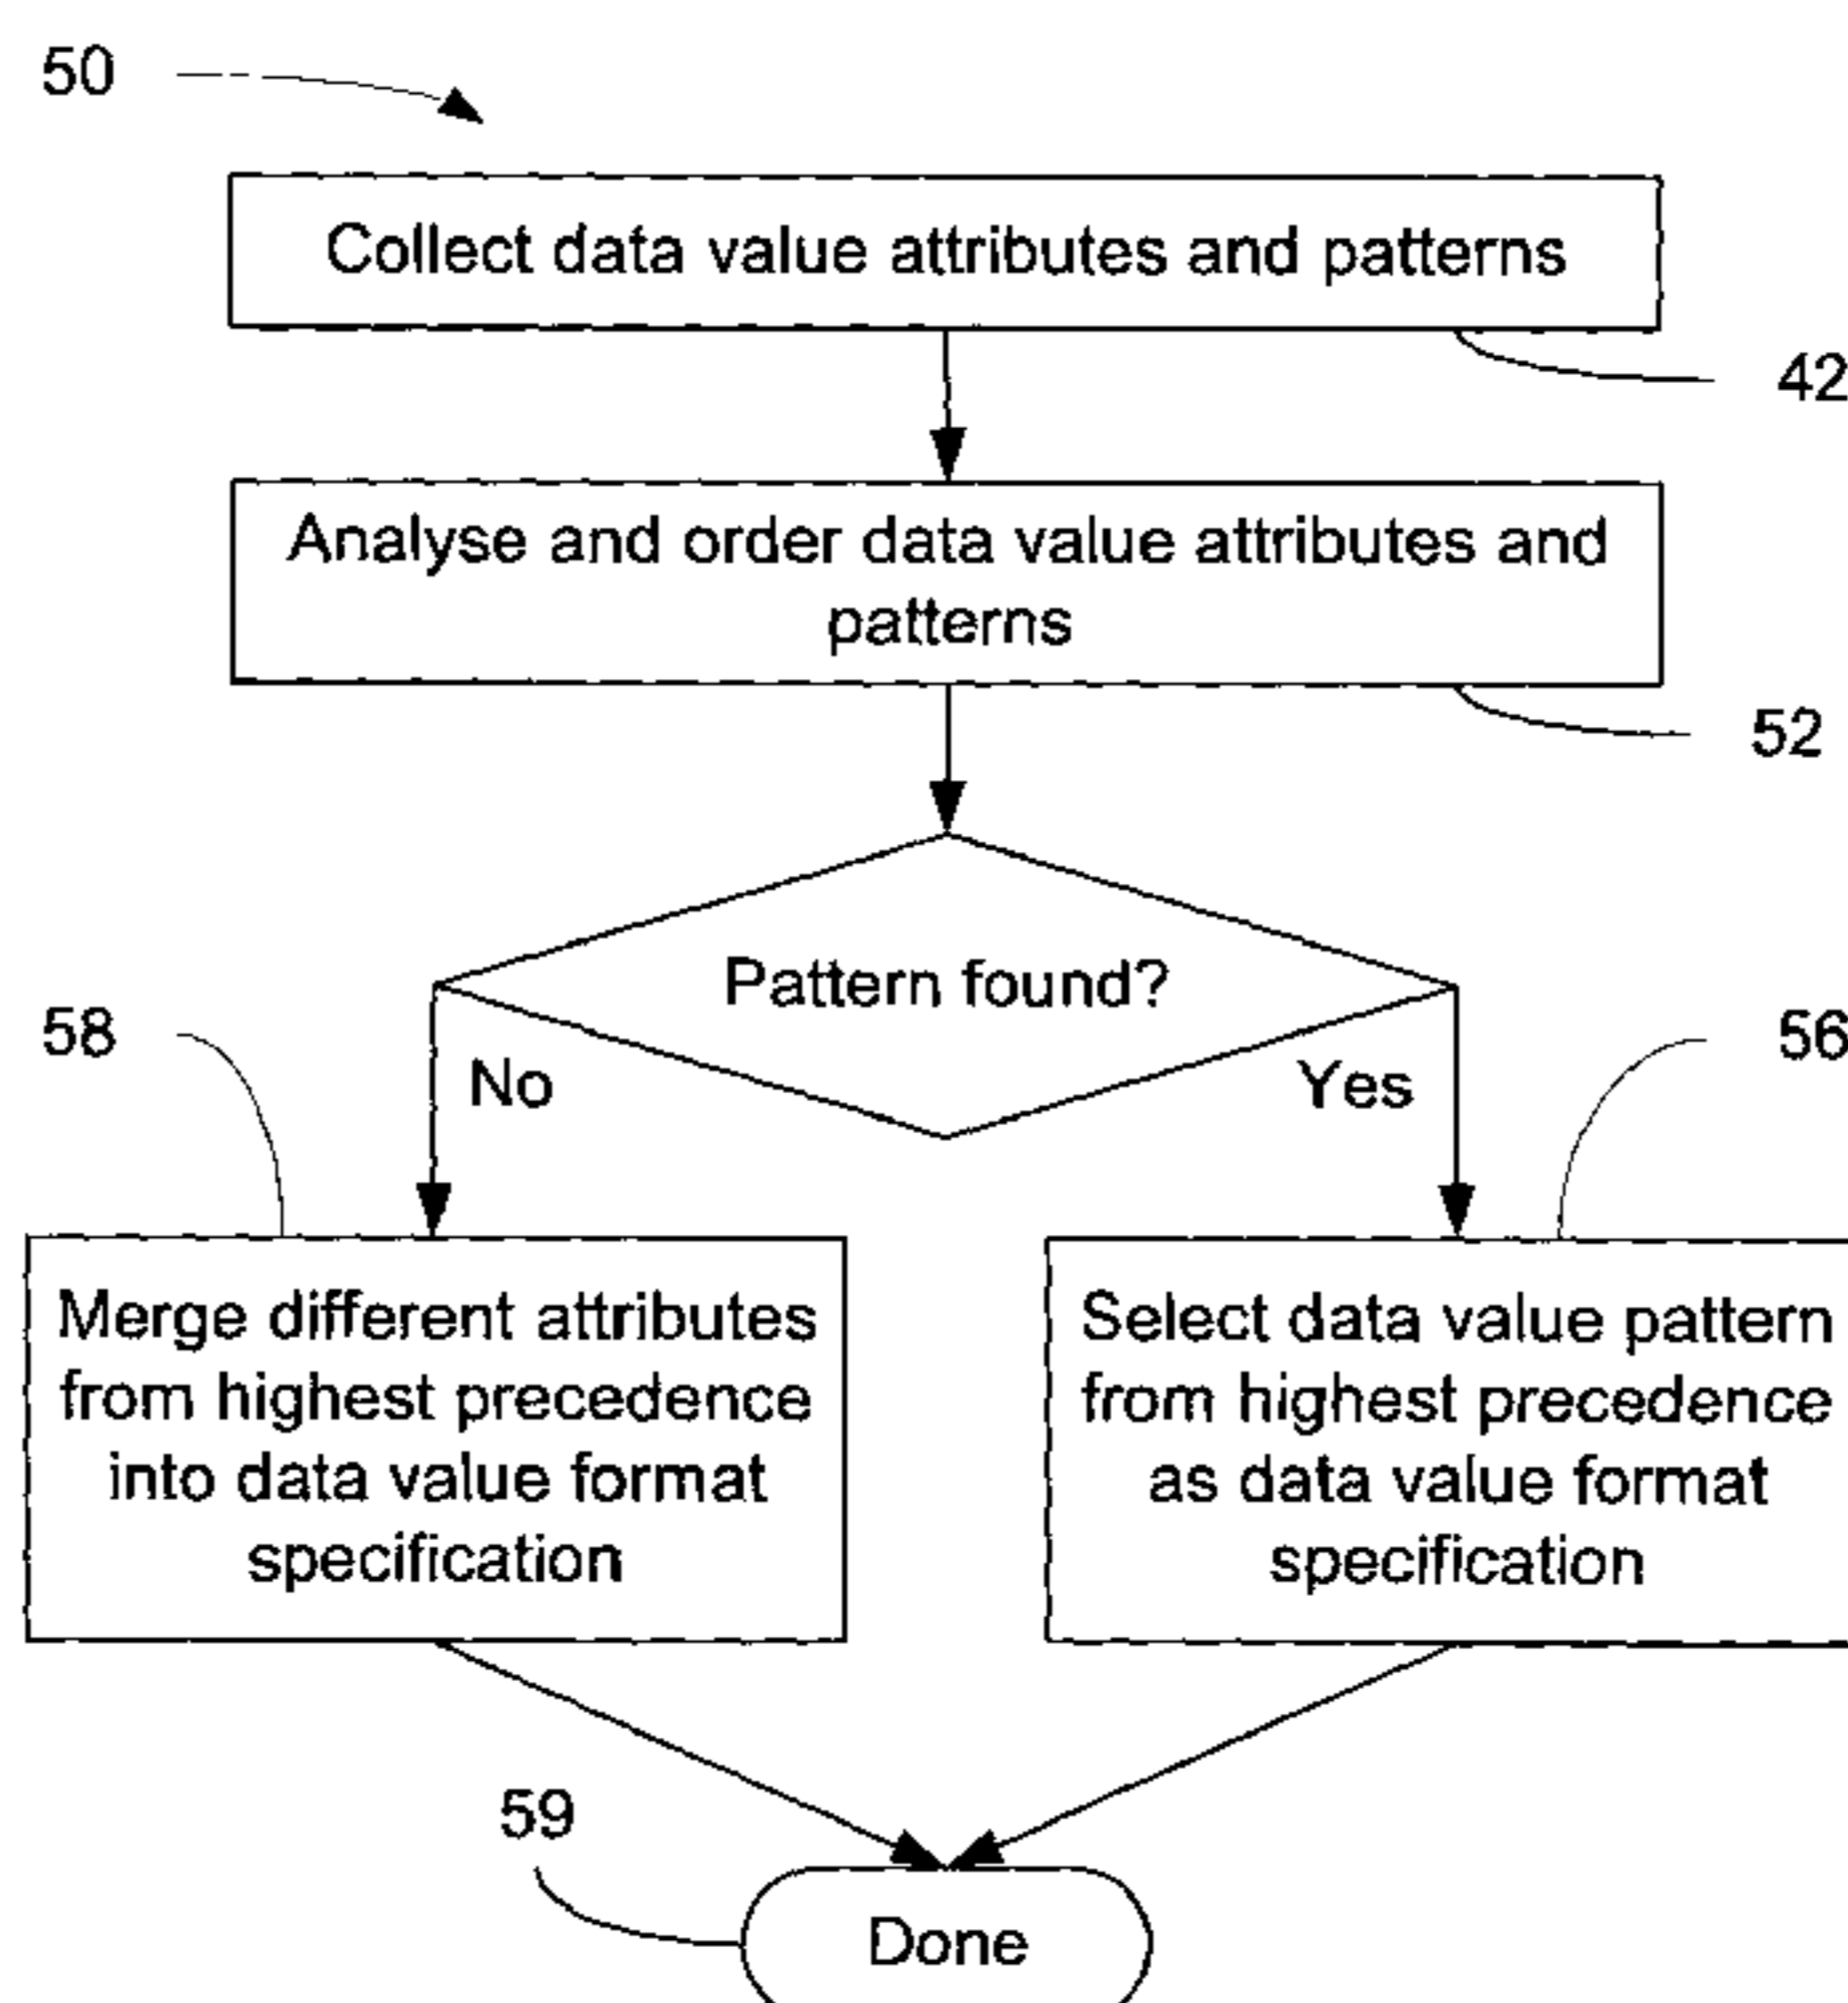 50
Collect data value attributes and patterns
42
Analyse and order data value attributes and
patterns
52
Pattern found?
58
56
No
Yes
Merge different attributes
from highest precedence
into data value format
specification
Select data value pattern
from highest precedence
as data value format
specification
59
Done